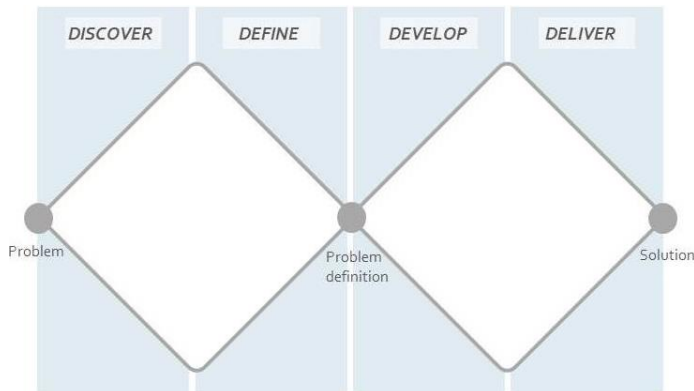 DISCOVER
DEFINE
DEVELOP
DELIVER
Problem
Problem
definition
Solution